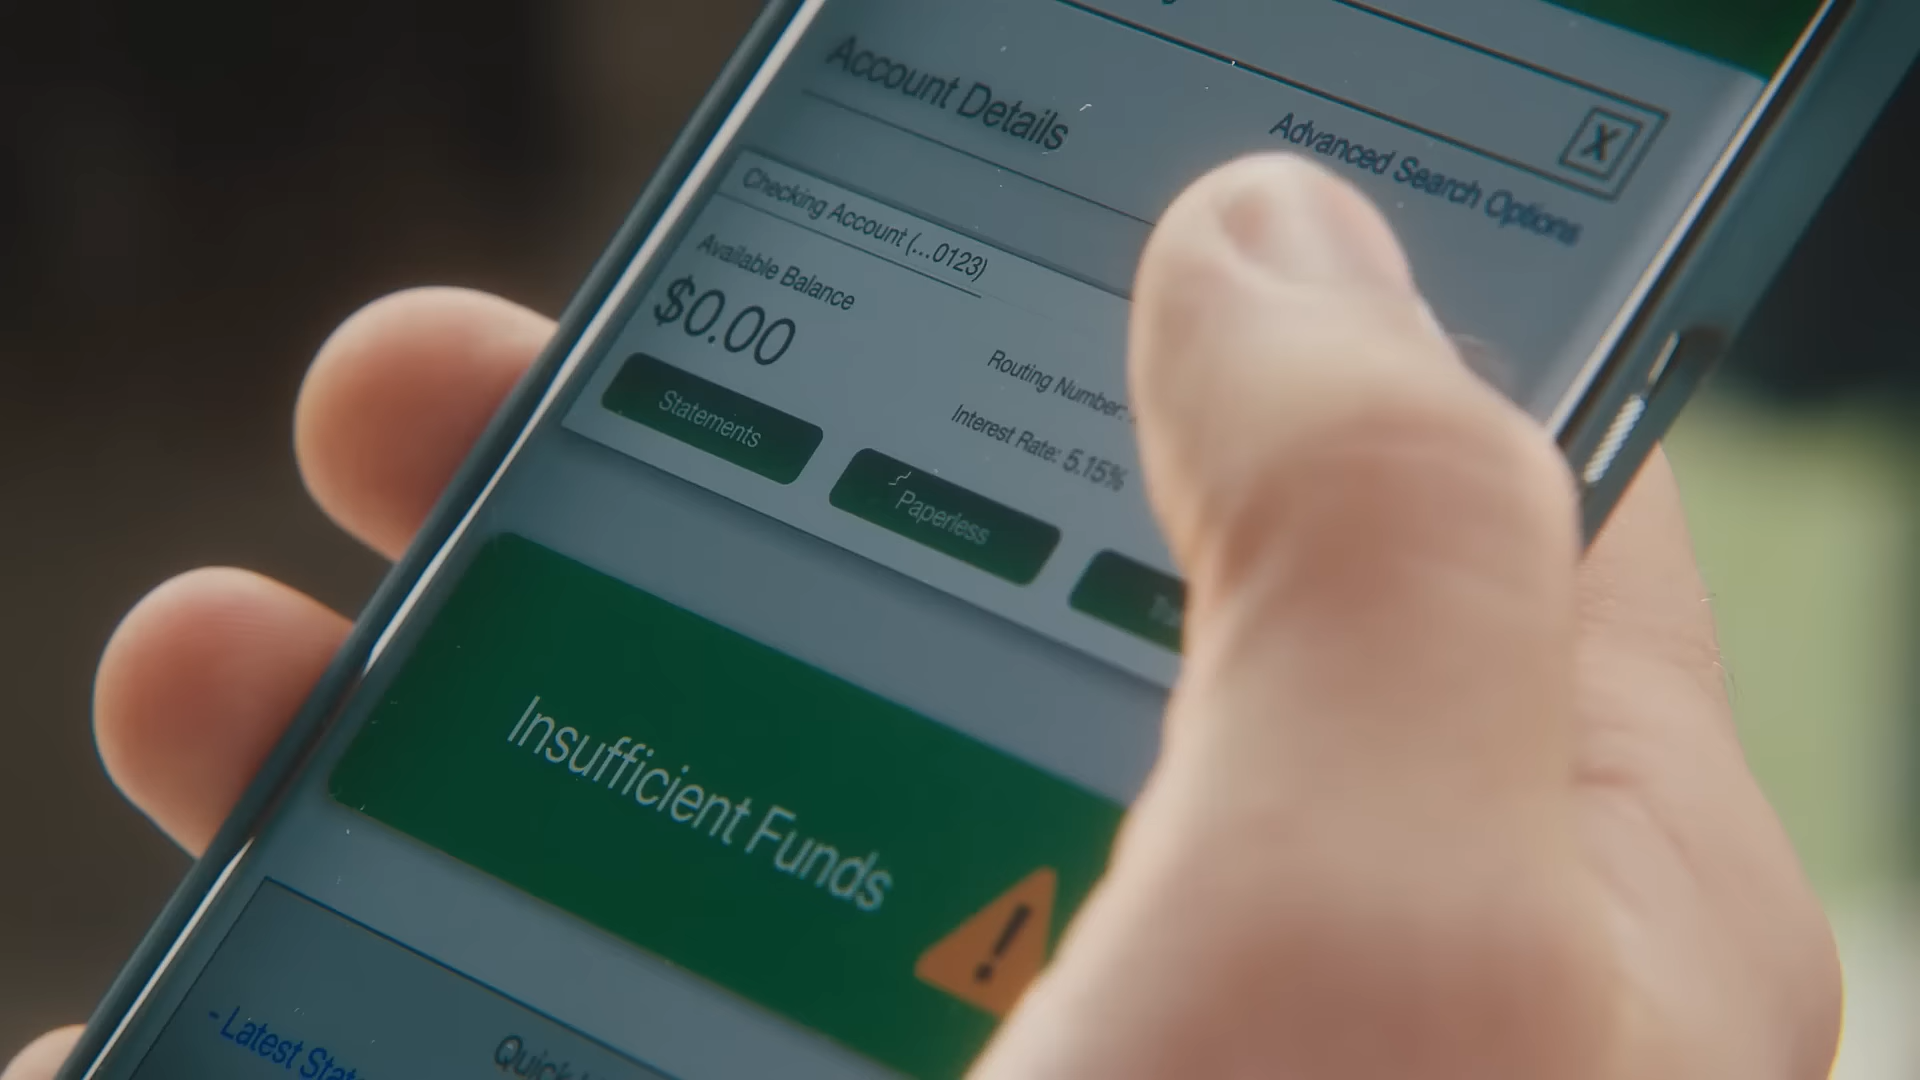 Account Details
X
Advanced Search Options
Checking Account (...0123)
Available Balance
$0.00
Routing Number:
Interest Rate: 5.15%
Statements
Paperless
Insufficient Funds
!
- Latest
Quick